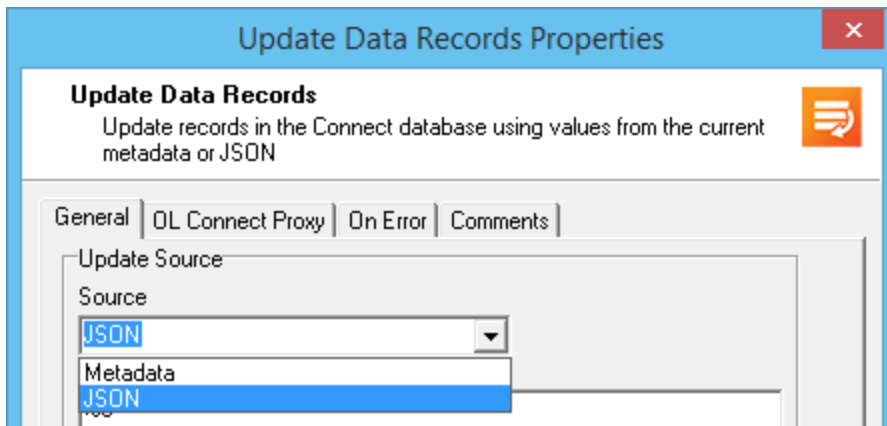 Update Data Records Properties
Update Data Records
Update records in the Connect database using values from the current
metadata or JSON
General
OL Connect Proxy
On Error
Comments
Update Source
Source
JSON
Metadata
JSON